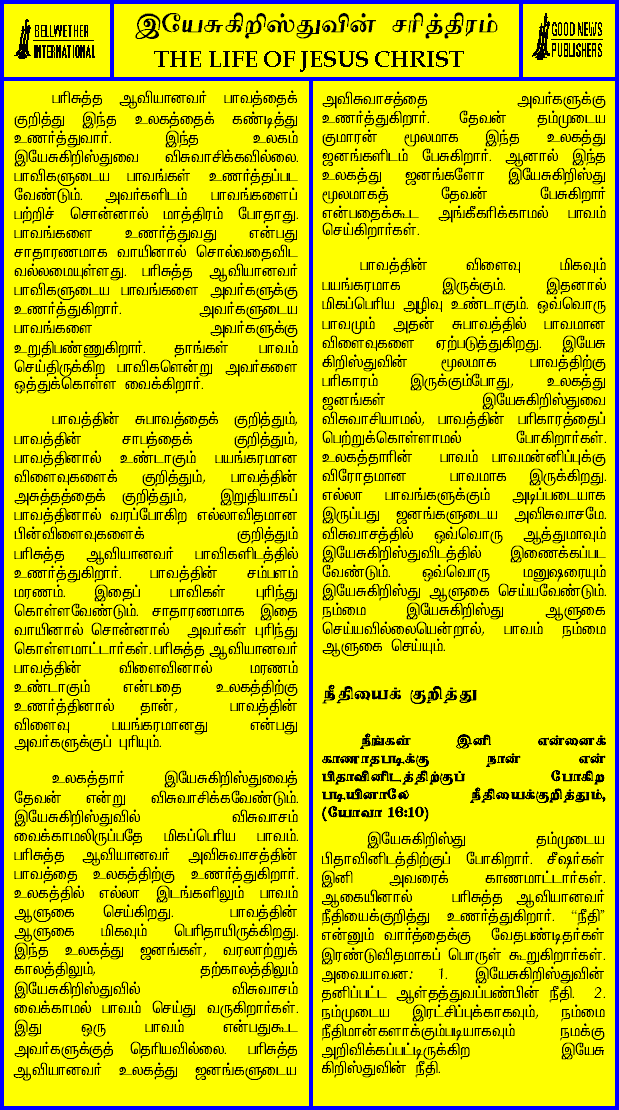 BELLWETHER
INTERNATIONAL
இயேசுகிறிஸ்துவின் சரித்திரம்
THE LIFE OF JESUS CHRIST
GOOD NEWS
PUBLISHERS
பரிசுத்த ஆவியானவர் பாவத்தைக்
குறித்து இந்த உலகத்தைக் கண்டித்து
உணர்த்துவார். இந்த உலகம்
இயேசுகிறிஸ்துவை விசுவாசிக்கவில்லை.
பாவிகளுடைய பாவங்கள் உணர்த்தப்பட
வேண்டும். அவர்களிடம் பாவங்களைப்
பற்றிச் சொன்னால் மாத்திரம் போதாது.
பாவங்களை உணர்த்துவது என்பது
சாதாரணமாக வாயினால் சொல்வதைவிட
வல்லமையுள்ளது. பரிசுத்த ஆவியானவர்
பாவிகளுடைய பாவங்களை அவர்களுக்கு
உணர்த்துகிறார். அவர்களுடைய
பாவங்களை அவர்களுக்கு
உறுதிபண்ணுகிறார். தாங்கள் பாவம்
செய்திருக்கிற பாவிகளென்று அவர்களை
ஒத்துக்கொள்ள வைக்கிறார்.
பாவத்தின் சுபாவத்தைக் குறித்தும்,
பாவத்தின் சாபத்தைக் குறித்தும்,
பாவத்தினால் உண்டாகும் பயங்கரமான
விளைவுகளைக் குறித்தும், பாவத்தின்
அசுத்தத்தைக் குறித்தும், இறுதியாகப்
பாவத்தினால் வரப்போகிற எல்லாவிதமான
பின்விளைவுகளைக் குறித்தும்
பரிசுத்த ஆவியானவர் பாவிகளிடத்தில்
உணர்த்துகிறார். பாவத்தின் சம்பளம்
மரணம். இதைப் பாவிகள் புரிந்து
கொள்ளவேண்டும். சாதாரணமாக இதை
வாயினால் சொன்னால் அவர்கள் புரிந்து
கொள்ளமாட்டார்கள்.பரிசுத்த ஆவியானவர்
பாவத்தின் விளைவினால் மரணம்
உண்டாகும் என்பதை உலகத்திற்கு
உணர்த்தினால் தான், பாவத்தின்
விளைவு பயங்கரமானது என்பது
அவர்களுக்குப் புரியும்.
உலகத்தார் இயேசுகிறிஸ்துவைத்
தேவன் என்று விசுவாசிக்கவேண்டும்.
இயேசுகிறிஸ்துவில் விசுவாசம்
வைக்காமலிருப்பதே மிகப்பெரிய பாவம்.
பரிசுத்த ஆவியானவர் அவிசுவாசத்தின்
பாவத்தை உலகத்திற்கு உணர்த்துகிறார்.
உலகத்தில் எல்லா இடங்களிலும் பாவம்
ஆளுகை செய்கிறது. பாவத்தின்
ஆளுகை மிகவும் பெரிதாயிருக்கிறது.
இந்த உலகத்து ஜனங்கள், வரலாற்றுக்
காலத்திலும், தற்காலத்திலும்
இயேசுகிறிஸ்துவில் விசுவாசம்
வைக்காமல் பாவம் செய்து வருகிறார்கள்.
இது ஒரு பாவம் என்பதுகூட
அவர்களுக்குத் தெரியவில்லை. பரிசுத்த
ஆவியானவர் உலகத்து ஜனங்களுடைய
அவிசுவாசத்தை அவர்களுக்கு
உணர்த்துகிறார். தேவன் தம்முடைய
குமாரன் மூலமாக இந்த உலகத்து
ஜனங்களிடம் பேசுகிறார். ஆனால் இந்த
உலகத்து ஜனங்களோ இயேசுகிறிஸ்து
மூலமாகத் தேவன் பேசுகிறார்
என்பதைக்கூட அங்கீகரிக்காமல் பாவம்
செய்கிறார்கள்.
பாவத்தின் விளைவு மிகவும்
பயங்கரமாக இருக்கும். இதனால்
மிகப்பெரிய அழிவு உண்டாகும். ஒவ்வொரு
பாவமும் அதன் சுபாவத்தில் பாவமான
விளைவுகளை ஏற்படுத்துகிறது. இயேசு
கிறிஸ்துவின் மூலமாக பாவத்திற்கு
பரிகாரம் இருக்கும்போது, உலகத்து
ஜனங்கள் இயேசுகிறிஸ்துவை
விசுவாசியாமல், பாவத்தின் பரிகாரத்தைப்
பெற்றுக்கொள்ளாமல் போகிறார்கள்.
உலகத்தாரின் பாவம் பாவமன்னிப்புக்கு
விரோதமான பாவமாக இருக்கிறது.
எல்லா பாவங்களுக்கும் அடிப்படையாக
இருப்பது ஜனங்களுடைய அவிசுவாசமே.
விசுவாசத்தில் ஒவ்வொரு ஆத்துமாவும்
இயேசுகிறிஸ்துவிடத்தில் இணைக்கப்பட
வேண்டும். ஒவ்வொரு மனுஷரையும்
இயேசுகிறிஸ்து ஆளுகை செய்யவேண்டும்.
நம்மை இயேசுகிறிஸ்து ஆளுகை
செய்யவில்லையென்றால், பாவம் நம்மை
ஆளுகை செய்யும்.
நீதியைக் குறித்து
நீங்கள் இனி என்னைக்
காணாதபடிக்கு நான் என்
பிதாவினிடத்திற்குப் போகிற
படியினாலே நீதியைக்குறித்தும்,
(யோவா 16:10)
இயேசுகிறிஸ்து தம்முடைய
பிதாவினிடத்திற்குப் போகிறார். சீஷர்கள்
இனி அவரைக் காணமாட்டார்கள்.
ஆகையினால் பரிசுத்த ஆவியானவர்
நீதியைக்குறித்து உணர்த்துகிறார். “நீதி”
என்னும் வார்த்தைக்கு வேதபண்டிதர்கள்
இரண்டுவிதமாகப் பொருள் கூறுகிறார்கள்.
அவையாவன: 1. இயேசுகிறிஸ்துவின்
தனிப்பட்ட ஆள்தத்துவப்பண்பின் நீதி. 2.
நம்முடைய இரட்சிப்புக்காகவும், நம்மை
நீதிமான்களாக்கும்படியாகவும் நமக்கு
அறிவிக்கப்பட்டிருக்கிற இயேசு
கிறிஸ்துவின் நீதி.